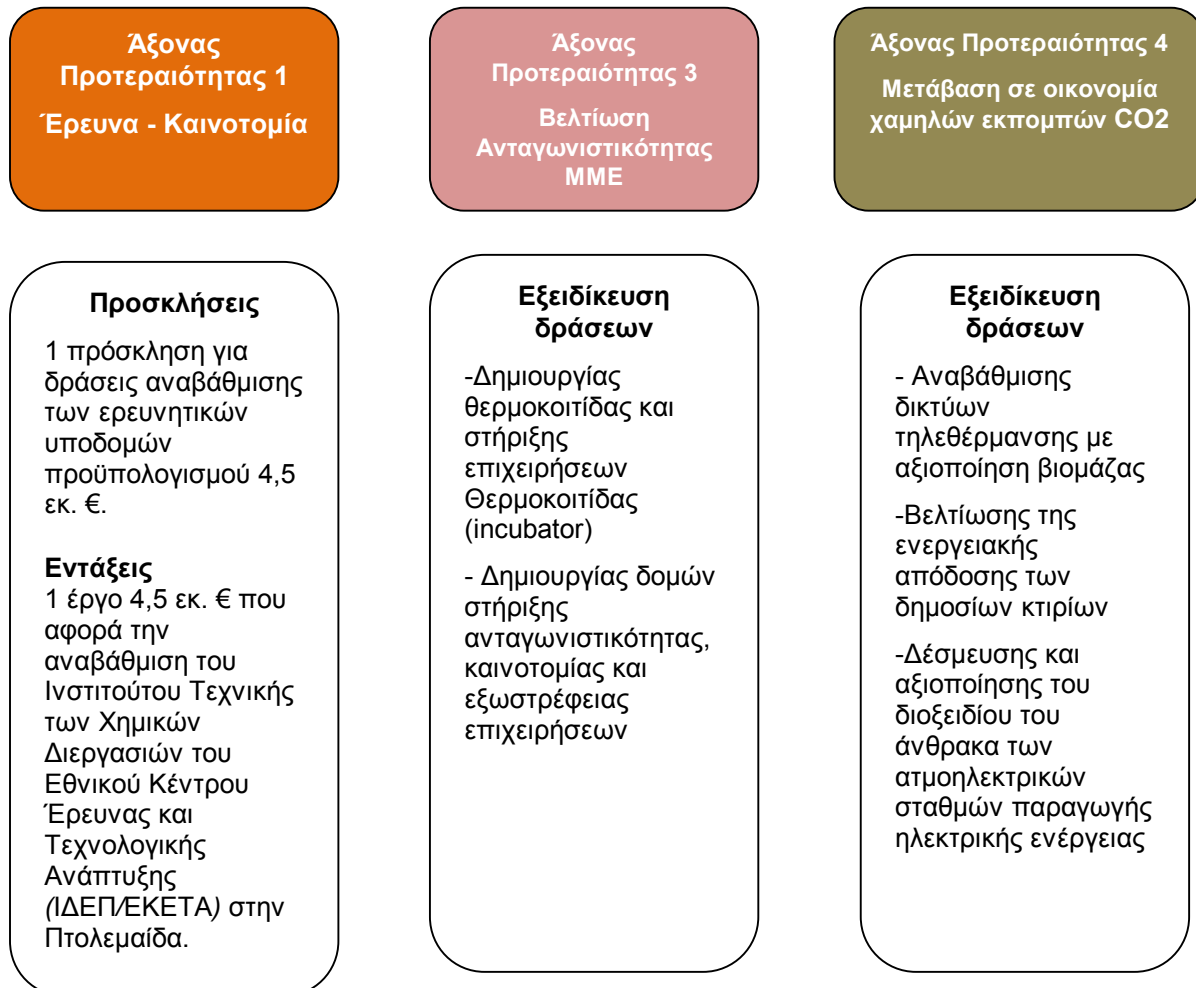 Άξονας
Προτεραιότητας 1
Έρευνα - Καινοτομία
Άξονας
Προτεραιότητας 3
Βελτίωση
Ανταγωνιστικότητας
ΜΜΕ
Άξονας Προτεραιότητας 4
Μετάβαση σε οικονομία
χαμηλών εκπομπών CO2
Προσκλήσεις
1 πρόσκληση για
δράσεις αναβάθμισης
των ερευνητικών
υποδομών
προϋπολογισμού 4,5
εκ. €.
Εντάξεις
1 έργο 4,5 εκ. € που
αφορά την
αναβάθμιση του
Ινστιτούτου Τεχνικής
των Χημικών
Διεργασιών του
Εθνικού Κέντρου
Έρευνας και
Τεχνολογικής
Ανάπτυξης
(ΙΔΕΠ/ΕΚΕΤΑ) στην
Πτολεμαίδα.
Εξειδίκευση
δράσεων
-Δημιουργίας
θερμοκοιτίδας και
στήριξης
επιχειρήσεων
Θερμοκοιτίδας
(incubator)
- Δημιουργίας δομών
στήριξης
ανταγωνιστικότητας,
καινοτομίας και
εξωστρέφειας
επιχειρήσεων
Εξειδίκευση
δράσεων
- Αναβάθμισης
δικτύων
τηλεθέρμανσης με
αξιοποίηση βιομάζας
-Βελτίωσης της
ενεργειακής
απόδοσης των
δημοσίων κτιρίων
-Δέσμευσης και
αξιοποίησης του
διοξειδίου του
άνθρακα των
ατμοηλεκτρικών
σταθμών παραγωγής
ηλεκτρικής ενέργειας